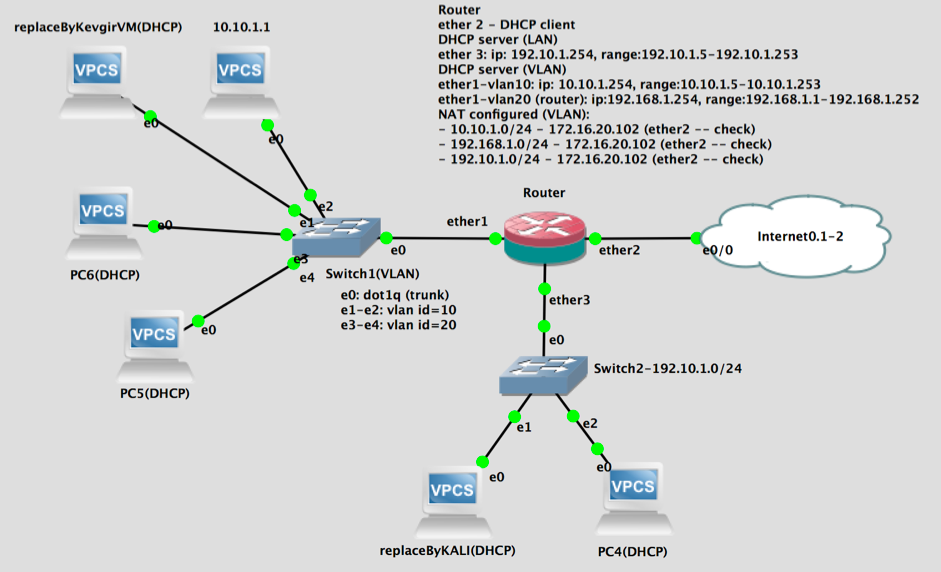 Router
ether 2 - DHCP client
DHCP server (LAN)
ether 3: ip: 192.10.1.254, range:192.10.1.5-192.10.1.253
DHCP server (VLAN)
ether1-vlan10: ip: 10.10.1.254, range:10.10.1.5-10.10.1.253
ether1-vlan20 (router): ip:192.168.1.254, range:192.168.1.1-192.168.1.252
NAT configured (VLAN):
- 10.10.1.0/24 - 172.16.20.102 (ether2 -- check)
- 192.168.1.0/24 - 172.16.20.102 (ether2 -- check)
- 192.10.1.0/24 - 172.16.20.102 (ether2 -- check)
replaceByKevgirVM(DHCP)
10.10.1.1
VPCS
VPCS
e0
e0
e2
e1
VPCS
e0
PC6(DHCP)
e3
e4
e0
Switch1(VLAN)
e0: dot1q (trunk)
e1-e2: vlan id=10
e3-e4: vlan id=20
VPCS
e0
PC5(DHCP)
Router
ether1
ether2
ether3
e0/0
Internet0.1-2
e0
Switch2-192.10.1.0/24
e1
e2
e0
e0
VPCS
VPCS
replaceByKALI(DHCP)
PC4(DHCP)